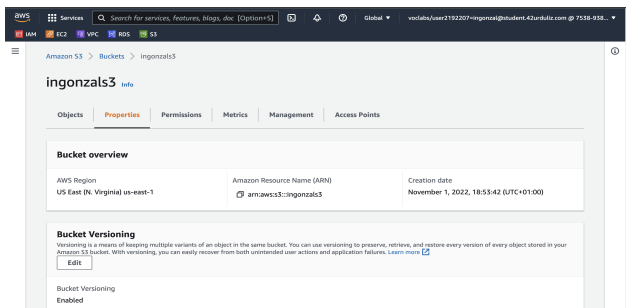 aws Services Search for services, features, blogs, doc [Option+S] Global voclabs/user2192207=ingonzal@student.42urduliz.com @ 7538-938...
IAM EC2 VPC RDS S3
Amazon S3 > Buckets > ingonzals3
ingonzals3 Info
Objects Properties Permissions Metrics Management Access Points
Bucket overview
AWS Region Amazon Resource Name (ARN) Creation date
US East (N. Virginia) us-east-1 arn:aws:s3:::ingonzals3 November 1, 2022, 18:53:42 (UTC+01:00)
Bucket Versioning
Versioning is a means of keeping multiple variants of an object in the same bucket. You can use versioning to preserve, retrieve, and restore every version of every object stored in your
Amazon S3 bucket. With versioning, you can easily recover from both unintended user actions and application failures. Learn more
Edit
Bucket Versioning
Enabled